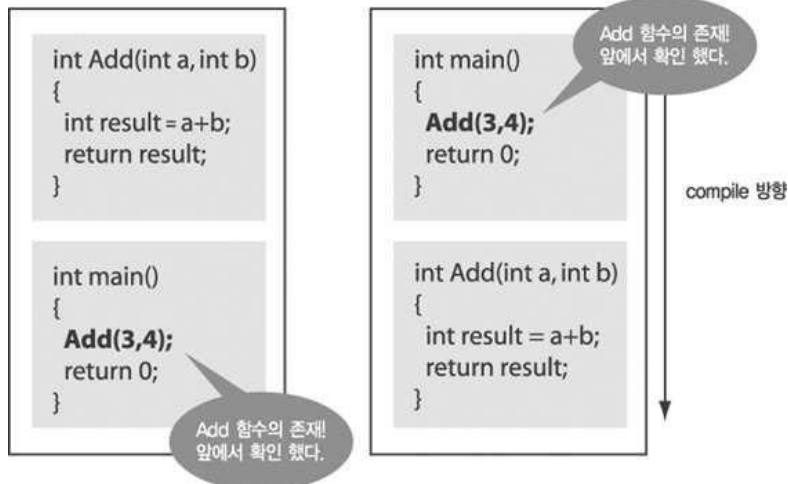 int Add(int a, int b)
{
int result = a+b;
return result;
}
int main()
{
Add(3,4);
return 0;
}
Add 함수의 존재!
앞에서 확인 했다.
int main()
{
Add(3,4);
return 0;
}
Add 함수의 존재!
앞에서 확인 했다.
int Add(int a, int b)
{
int result = a+b;
return result;
}
compile 방향